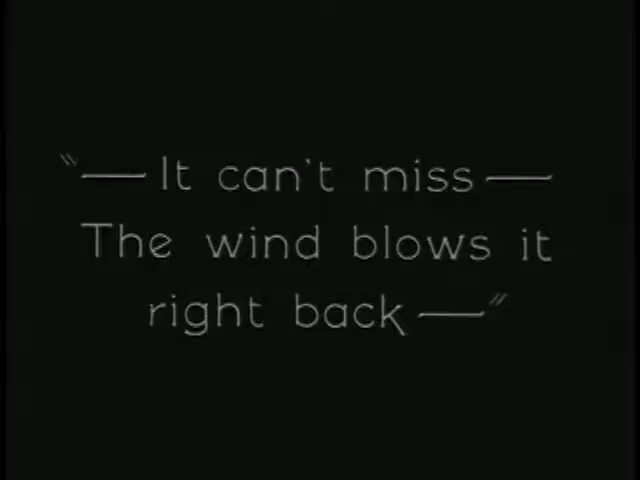 "—It can't miss—
The wind blows it
right back—"